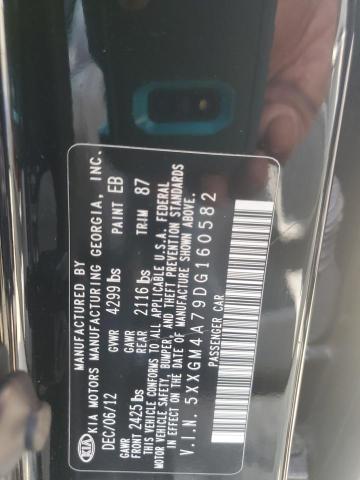 KIA
MANUFACTURED BY
KIA MOTORS MANUFACTURING GEORGIA, INC.
DEC/06/12 GVWR 4299 lbs PAINT EB
GAWR FRONT 2425 lbs GAWR REAR 2116 lbs TRIM 87
THIS VEHICLE CONFORMS TO ALL APPLICABLE U.S.A. FEDERAL
MOTOR VEHICLE SAFETY, BUMPER, AND THEFT PREVENTION STANDARDS
IN EFFECT ON THE DATE OF MANUFACTURE SHOWN ABOVE.
V.I.N. 5XXGM4A79DG160582
PASSENGER CAR